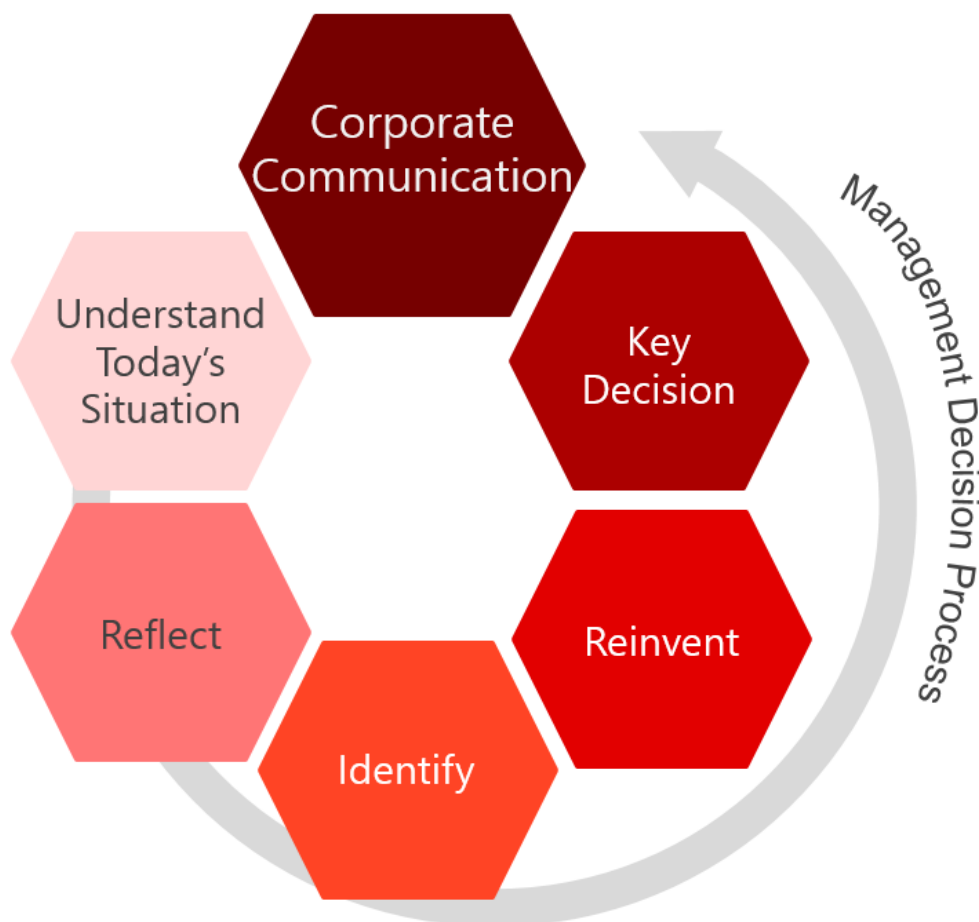 Corporate
Communication
Understand
Today’s
Situation
Key
Decision
Reflect
Reinvent
Identify
Management Decision Process